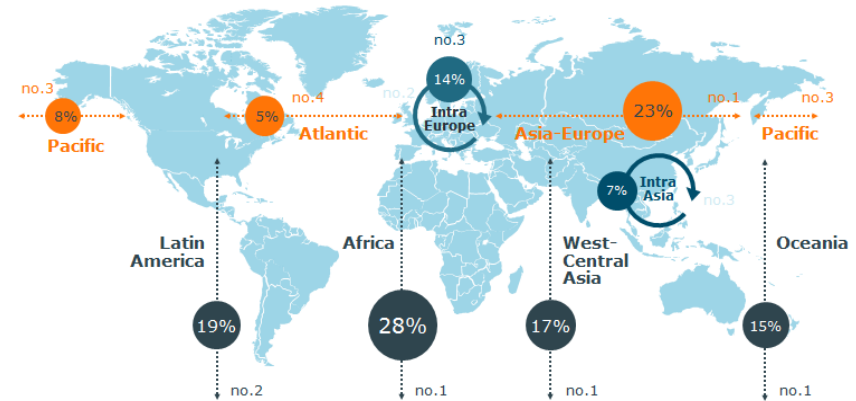 no.3
14%
Intra
Europe
no.2
no.3
8%
Pacific
no.4
5%
Atlantic
23%
no.1
Asia-Europe
no.3
Pacific
7%
Intra
Asia
no.3
Latin
America
Africa
West-
Central
Asia
Oceania
19%
28%
17%
15%
no.2
no.1
no.1
no.1